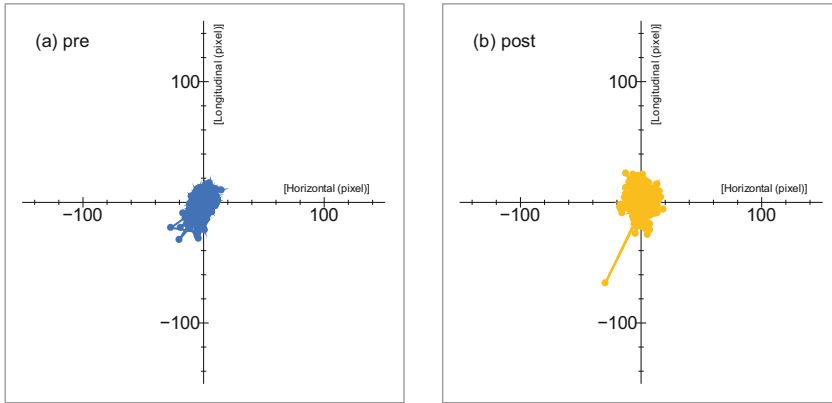 (a) pre
[Longitudinal (pixel)]
100
[Horizontal (pixel)]
−100
100
−100
(b) post
[Longitudinal (pixel)]
100
[Horizontal (pixel)]
−100
100
−100